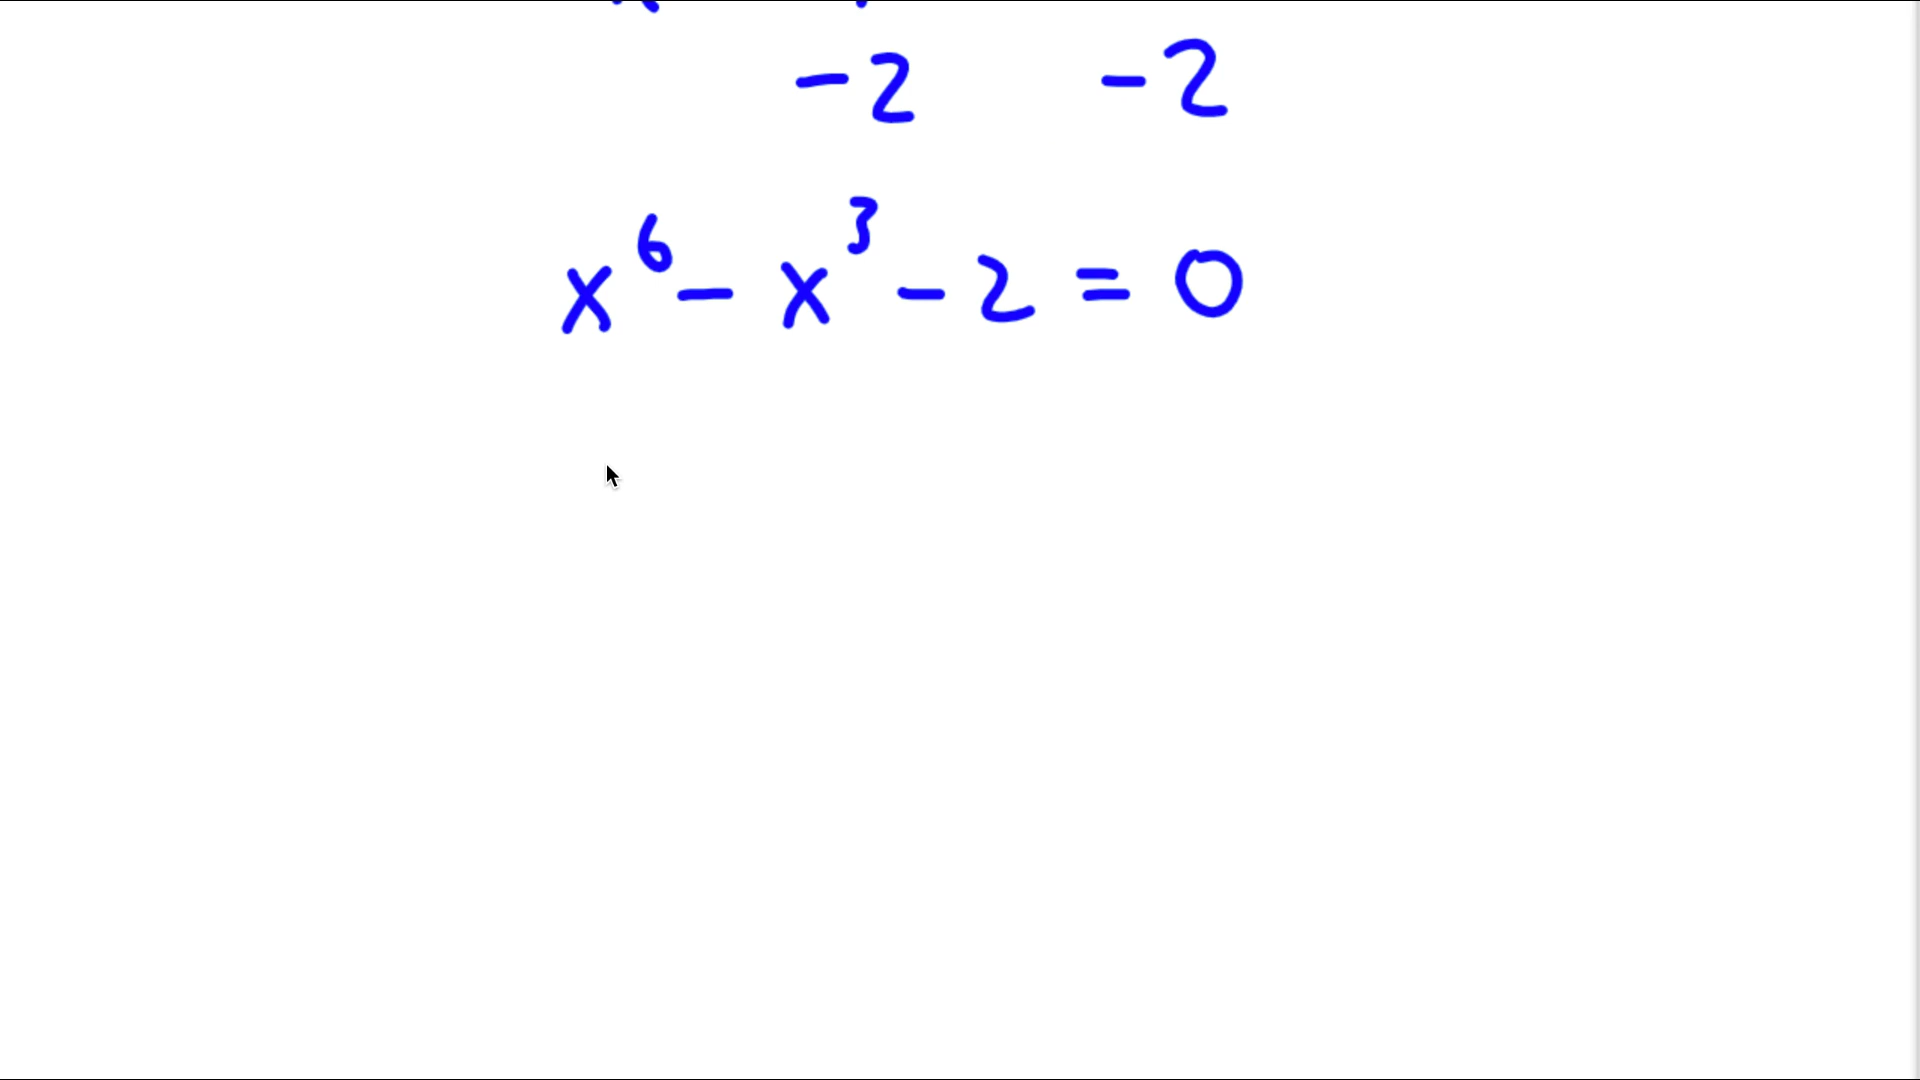 -2 -2
x⁶ - x³ - 2 = 0